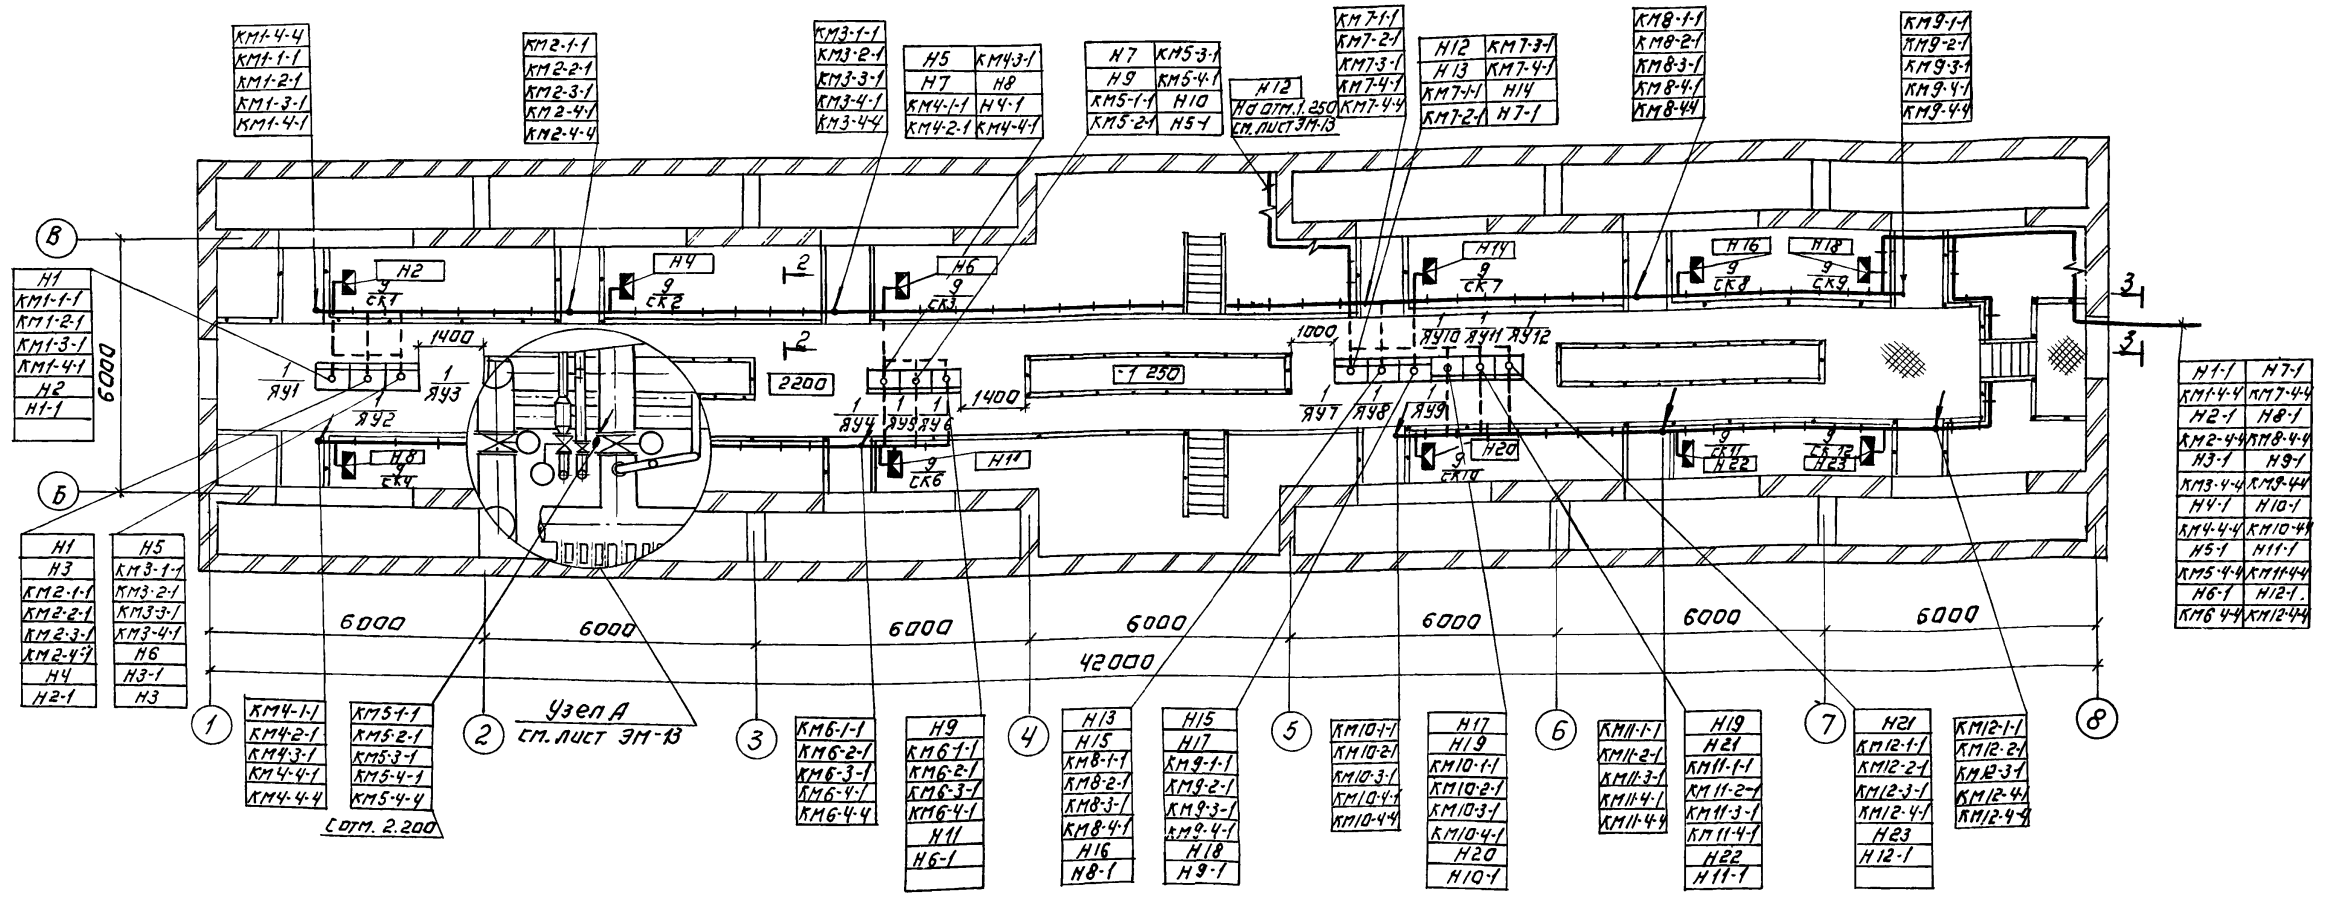 КМ1-4-4
КМ1-1-1
КМ1-2-1
КМ1-3-1
КМ1-4-1
КМ2-1-1
КМ2-2-1
КМ2-3-1
КМ2-4-1
КМ2-4-4
КМ3-1-1
КМ3-2-1
КМ3-3-1
КМ3-4-1
КМ3-4-4
Н5 КМ4-3-1
Н7 Н8
КМ4-1-1 Н4-1
КМ4-2-1 КМ4-4-1
Н7 КМ5-3-1
Н9 КМ5-4-1
КМ5-1-1 Н10
КМ5-2-1 Н5-1
Н12
На отм.1.250
см. лист ЭМ-13
КМ7-1-1
КМ7-2-1
КМ7-3-1
КМ7-4-1
КМ7-4-4
Н12 КМ7-3-1
Н13 КМ7-4-1
КМ7-1-1 Н14
КМ7-2-1 Н7-1
КМ8-1-1
КМ8-2-1
КМ8-3-1
КМ8-4-1
КМ8-4-4
КМ9-1-1
КМ9-2-1
КМ9-3-1
КМ9-4-1
КМ9-4-4
В
6000
Б
Н1
КМ1-1-1
КМ1-2-1
КМ1-3-1
КМ1-4-1
Н2
Н1-1
Н2
9
СК1
Н4
9
СК2
2
2
Н6
9
СК3
Н14
9
СК7
Н16
9
СК8
Н18
9
СК9
3
3
1400
1
ЯУ1
1
ЯУ2
1
ЯУ3
2200
1
ЯУ4
1
ЯУ5
1
ЯУ6
1400
-1 250
1000
1
ЯУ10
1
ЯУ11
1
ЯУ12
1
ЯУ7
1
ЯУ8
1
ЯУ9
Н8
9
СК4
9
СК6
Н11
9
СК10
Н20
9
СК11
Н22
9
СК12
Н23
Н1-1 Н7-1
КМ1-4-4 КМ7-4-4
Н2-1 Н8-1
КМ2-4-4 КМ8-4-4
Н3-1 Н9-1
КМ3-4-4 КМ9-4-4
Н4-1 Н10-1
КМ4-4-4 КМ10-4-4
Н5-1 Н11-1
КМ5-4-4 КМ11-4-4
Н6-1 Н12-1
КМ6 4-4 КМ12-4-4
Н1
Н3
КМ2-1-1
КМ2-2-1
КМ2-3-1
КМ2-4-1
Н4
Н2-1
Н5
КМ3-1-1
КМ3-2-1
КМ3-3-1
КМ3-4-1
Н6
Н3-1
Н3
6000 6000 6000 6000 6000 6000 6000
42000
1 2 3 4 5 6 7 8
Узел А
см. лист ЭМ-13
КМ4-1-1
КМ4-2-1
КМ4-3-1
КМ4-4-1
КМ4-4-4
КМ5-1-1
КМ5-2-1
КМ5-3-1
КМ5-4-1
КМ5-4-4
С отм. 2.200
КМ6-1-1
КМ6-2-1
КМ6-3-1
КМ6-4-1
КМ6-4-4
Н9
КМ6-1-1
КМ6-2-1
КМ6-3-1
КМ6-4-1
Н11
Н6-1
Н13
Н15
КМ8-1-1
КМ8-2-1
КМ8-3-1
КМ8-4-1
Н16
Н8-1
Н15
Н17
КМ9-1-1
КМ9-2-1
КМ9-3-1
КМ9-4-1
Н18
Н9-1
КМ10-1-1
КМ10-2-1
КМ10-3-1
КМ10-4-1
КМ10-4-4
Н17
Н19
КМ10-1-1
КМ10-2-1
КМ10-3-1
КМ10-4-1
Н20
Н10-1
КМ11-1-1
КМ11-2-1
КМ11-3-1
КМ11-4-1
КМ11-4-4
Н19
Н21
КМ11-1-1
КМ11-2-1
КМ11-3-1
КМ11-4-1
Н22
Н11-1
Н21
КМ12-1-1
КМ12-2-1
КМ12-3-1
КМ12-4-1
Н23
Н12-1
КМ12-1-1
КМ12-2-1
КМ12-3-1
КМ12-4-1
КМ12-4-4